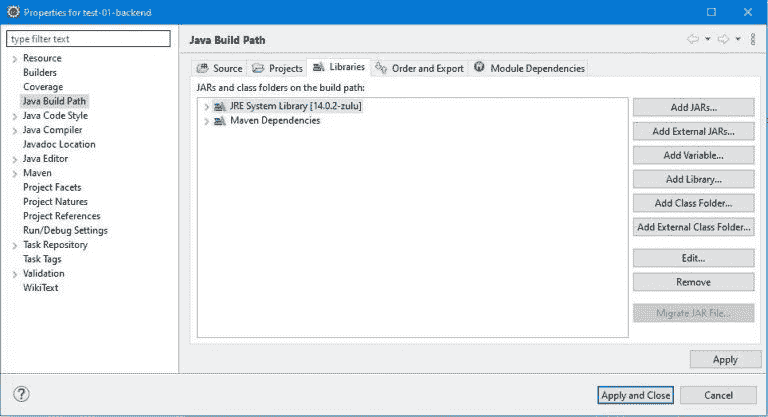 Properties for test-01-backend
type filter text
Resource
Builders
Coverage
Java Build Path
Java Code Style
Java Compiler
Javadoc Location
Java Editor
Maven
Project Facets
Project Natures
Project References
Run/Debug Settings
Task Repository
Task Tags
Validation
WikiText
Java Build Path
Source Projects Libraries Order and Export Module Dependencies
JARs and class folders on the build path:
JRE System Library [14.0.2-zulu]
Maven Dependencies
Add JARs...
Add External JARs...
Add Variable...
Add Library...
Add Class Folder...
Add External Class Folder...
Edit...
Remove
Migrate JAR File...
Apply
Apply and Close Cancel